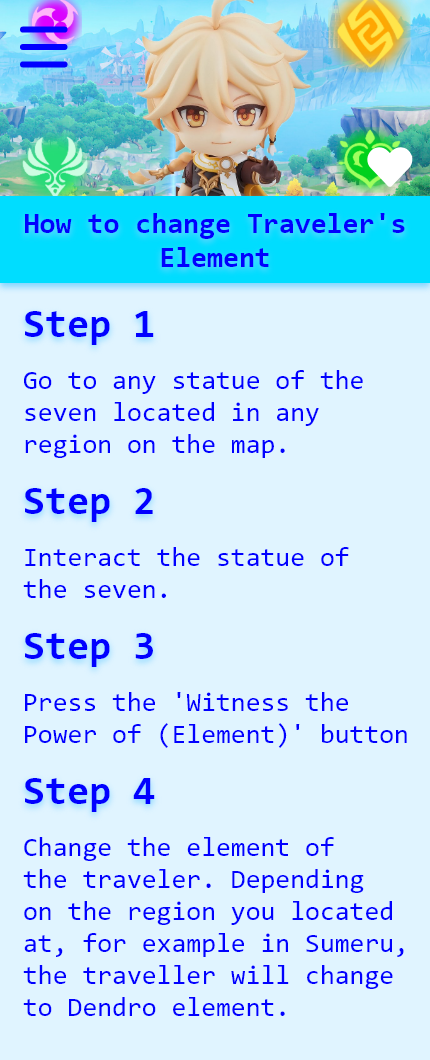 How to change Traveler's
Element
Step 1
Go to any statue of the
seven located in any
region on the map.
Step 2
Interact the statue of
the seven.
Step 3
Press the 'Witness the
Power of (Element)' button
Step 4
Change the element of
the traveler. Depending
on the region you located
at, for example in Sumeru,
the traveller will change
to Dendro element.